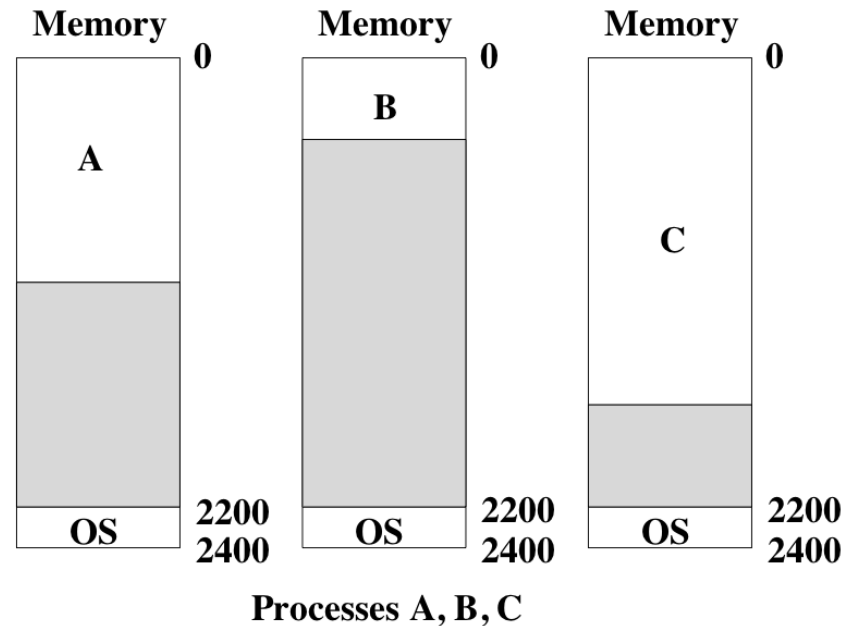 Memory Memory Memory
0 0 0
B
A
C
2200 2200 2200
OS OS OS
2400 2400 2400
Processes A, B, C